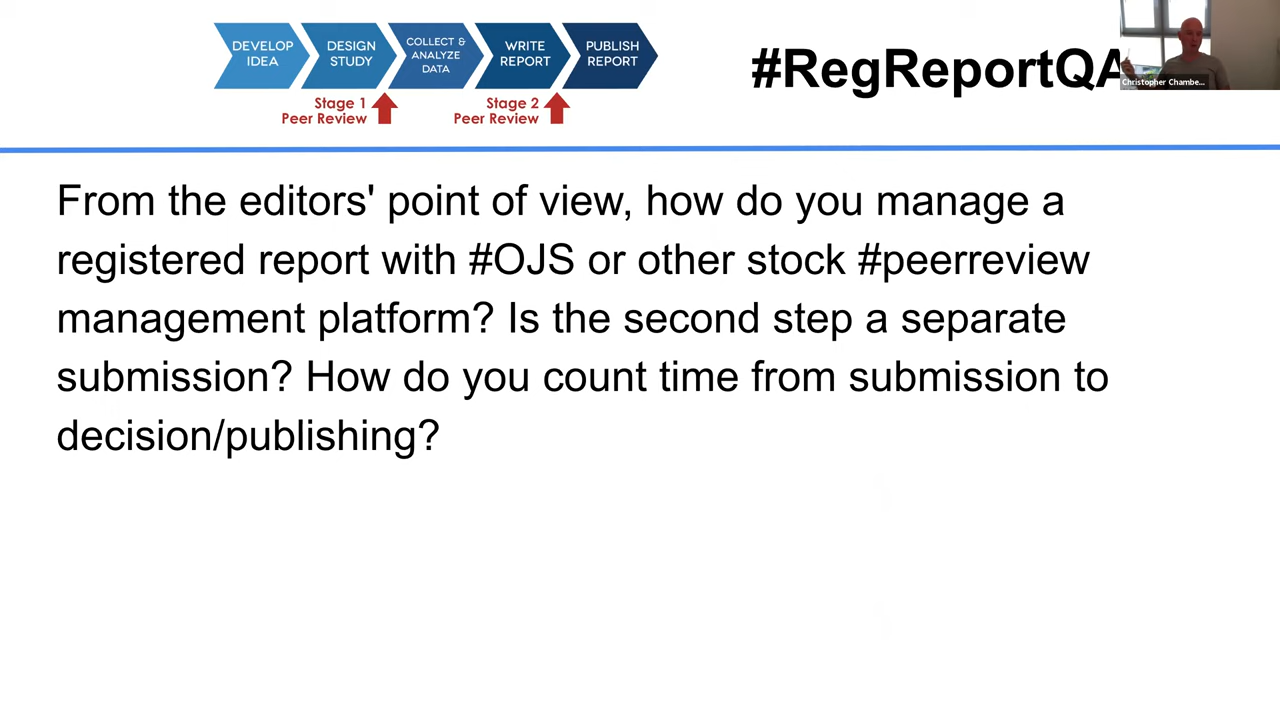 DEVELOP IDEA
DESIGN STUDY
COLLECT & ANALYZE DATA
WRITE REPORT
PUBLISH REPORT
Stage 1
Peer Review
Stage 2
Peer Review
#RegReportQA
Christopher Chambe...
From the editors' point of view, how do you manage a
registered report with #OJS or other stock #peerreview
management platform? Is the second step a separate
submission? How do you count time from submission to
decision/publishing?